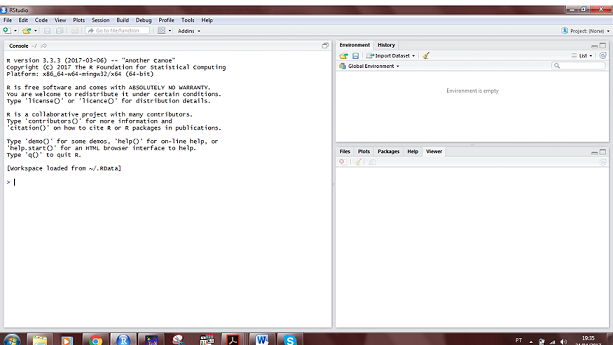 RStudio
File Edit Code View Plots Session Build Debug Profile Tools Help
Go to file/function Addins Project: (None)
Console ~/
R version 3.3.3 (2017-03-06) -- "Another Canoe"
Copyright (C) 2017 The R Foundation for Statistical Computing
Platform: x86_64-w64-mingw32/x64 (64-bit)
R is free software and comes with ABSOLUTELY NO WARRANTY.
You are welcome to redistribute it under certain conditions.
Type 'license()' or 'licence()' for distribution details.
R is a collaborative project with many contributors.
Type 'contributors()' for more information and
'citation()' on how to cite R or R packages in publications.
Type 'demo()' for some demos, 'help()' for on-line help, or
'help.start()' for an HTML browser interface to help.
Type 'q()' to quit R.
[Workspace loaded from ~/.RData]
>
Environment History
Import Dataset List
Global Environment
Environment is empty
Files Plots Packages Help Viewer
PT 19:35